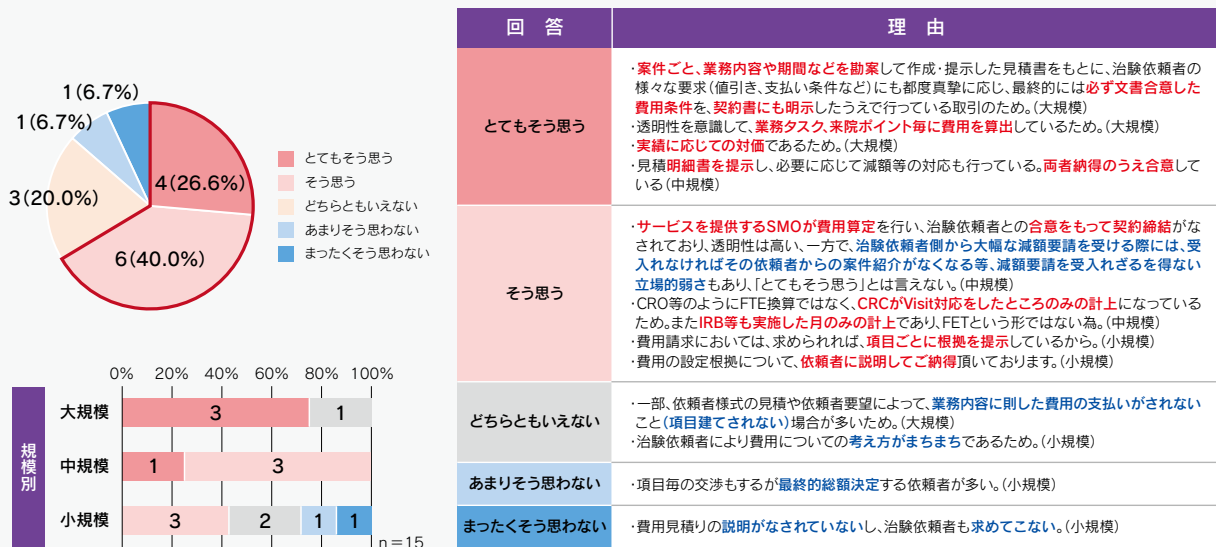 1(6.7%)
1(6.7%)
3(20.0%)
4(26.6%)
6(40.0%)
とてもそう思う
そう思う
どちらともいえない
あまりそう思わない
まったくそう思わない
0% 20% 40% 60% 80% 100%
規模別
大規模 3 1
中規模 1 3
小規模 3 2 1 1
n=15
回 答 理 由
とてもそう思う
・案件ごと、業務内容や期間などを勘案して作成・提示した見積書をもとに、治験依頼者の
様々な要求(値引き、支払い条件など)にも都度真摯に応じ、最終的には必ず文書合意した
費用条件を、契約書にも明示したうえで行っている取引のため。(大規模)
・透明性を意識して、業務タスク、来院ポイント毎に費用を算出しているため。(大規模)
・実績に応じての対価であるため。(大規模)
・見積明細書を提示し、必要に応じて減額等の対応も行っている。両者納得のうえ合意して
いる(中規模)
そう思う
・サービスを提供するSMOが費用算定を行い、治験依頼者との合意をもって契約締結がな
されており、透明性は高い、一方で、治験依頼者側から大幅な減額要請を受ける際には、受
入れなければその依頼者からの案件紹介がなくなる等、減額要請を受入れざるを得ない
立場的弱さもあり、「とてもそう思う」とは言えない。(中規模)
・CRO等のようにFTE換算ではなく、CRCがVisit対応をしたところのみの計上になっている
ため。またIRB等も実施した月のみの計上であり、FETという形ではない為。(中規模)
・費用請求においては、求められれば、項目ごとに根拠を提示しているから。(小規模)
・費用の設定根拠について、依頼者に説明してご納得頂いております。(小規模)
どちらともいえない
・一部、依頼者様式の見積や依頼者要望によって、業務内容に則した費用の支払いがされない
こと(項目建てされない)場合が多いため。(大規模)
・治験依頼者により費用についての考え方がまちまちであるため。(小規模)
あまりそう思わない
・項目毎の交渉もするが最終的総額決定する依頼者が多い。(小規模)
まったくそう思わない
・費用見積りの説明がなされていないし、治験依頼者も求めてこない。(小規模)